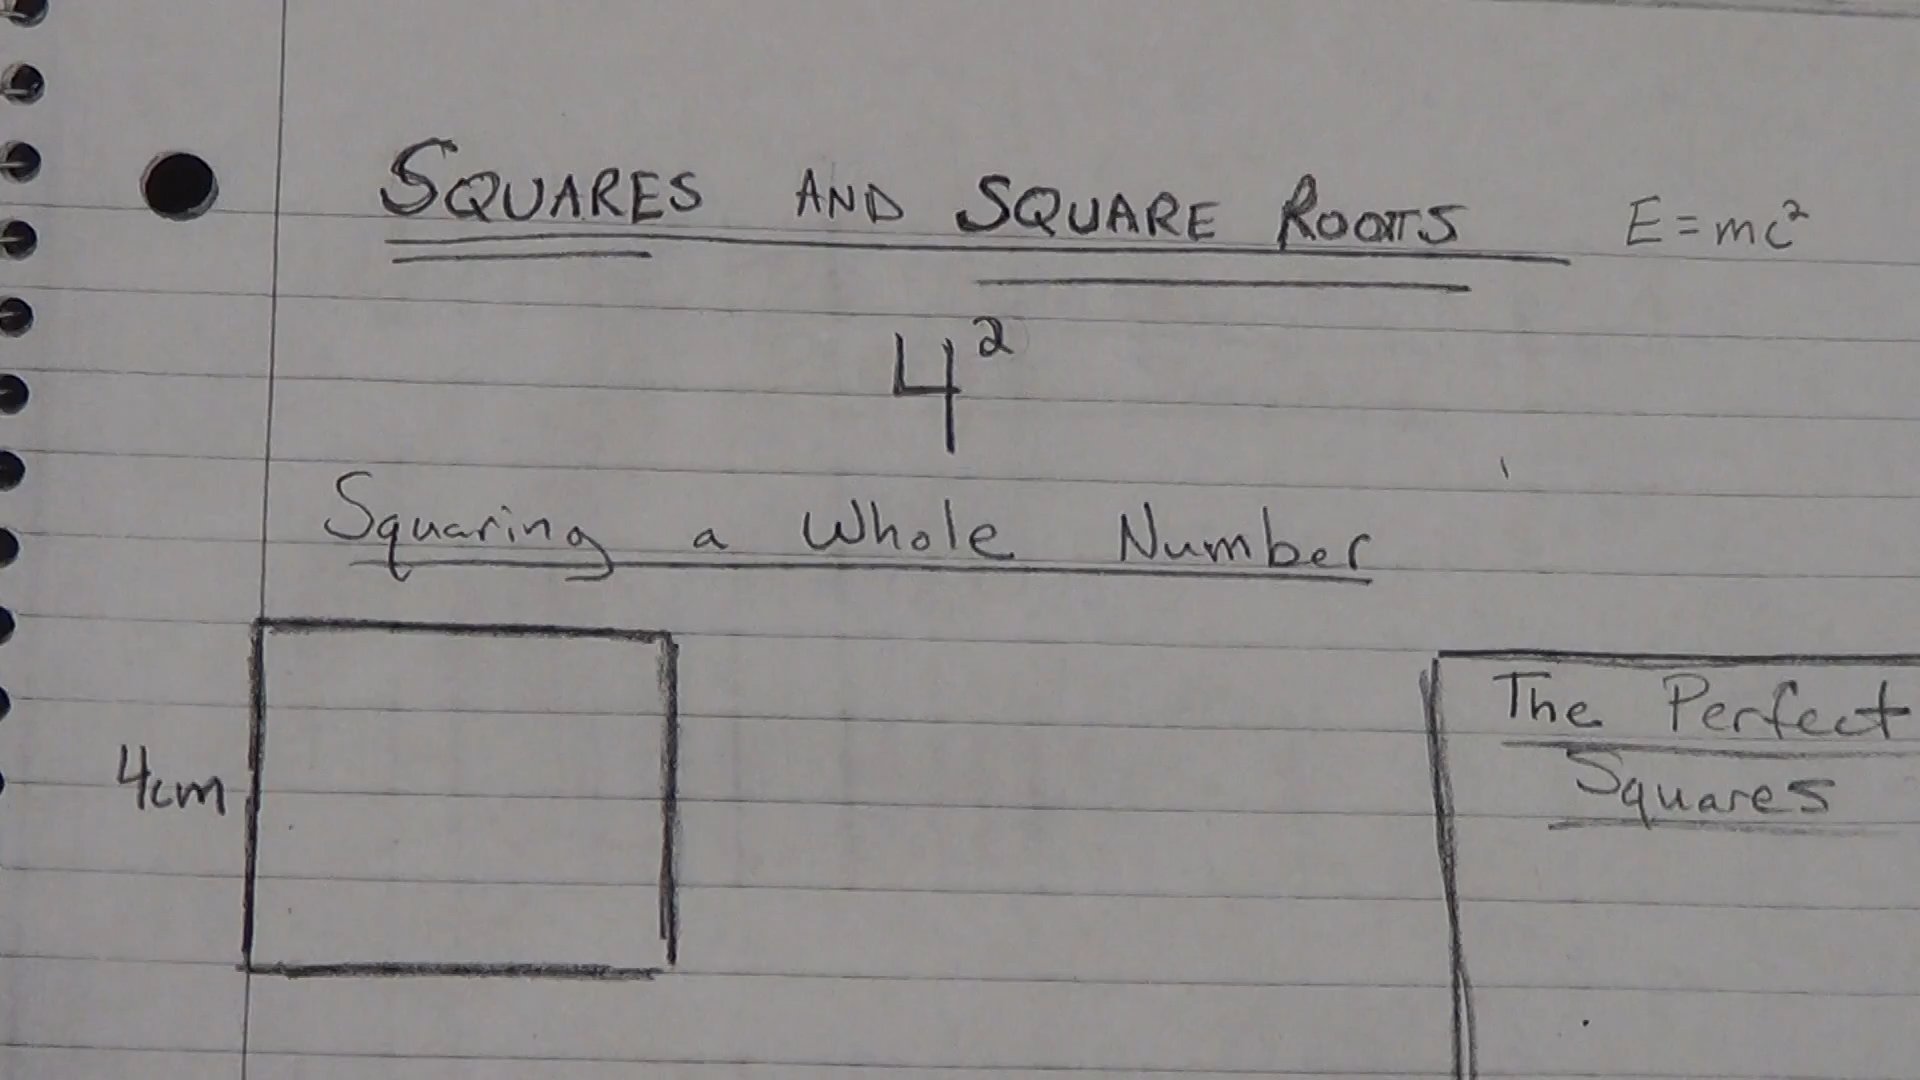 SQUARES AND SQUARE ROOTS E=mc²
4²
Squaring a Whole Number
The Perfect
Squares
4cm